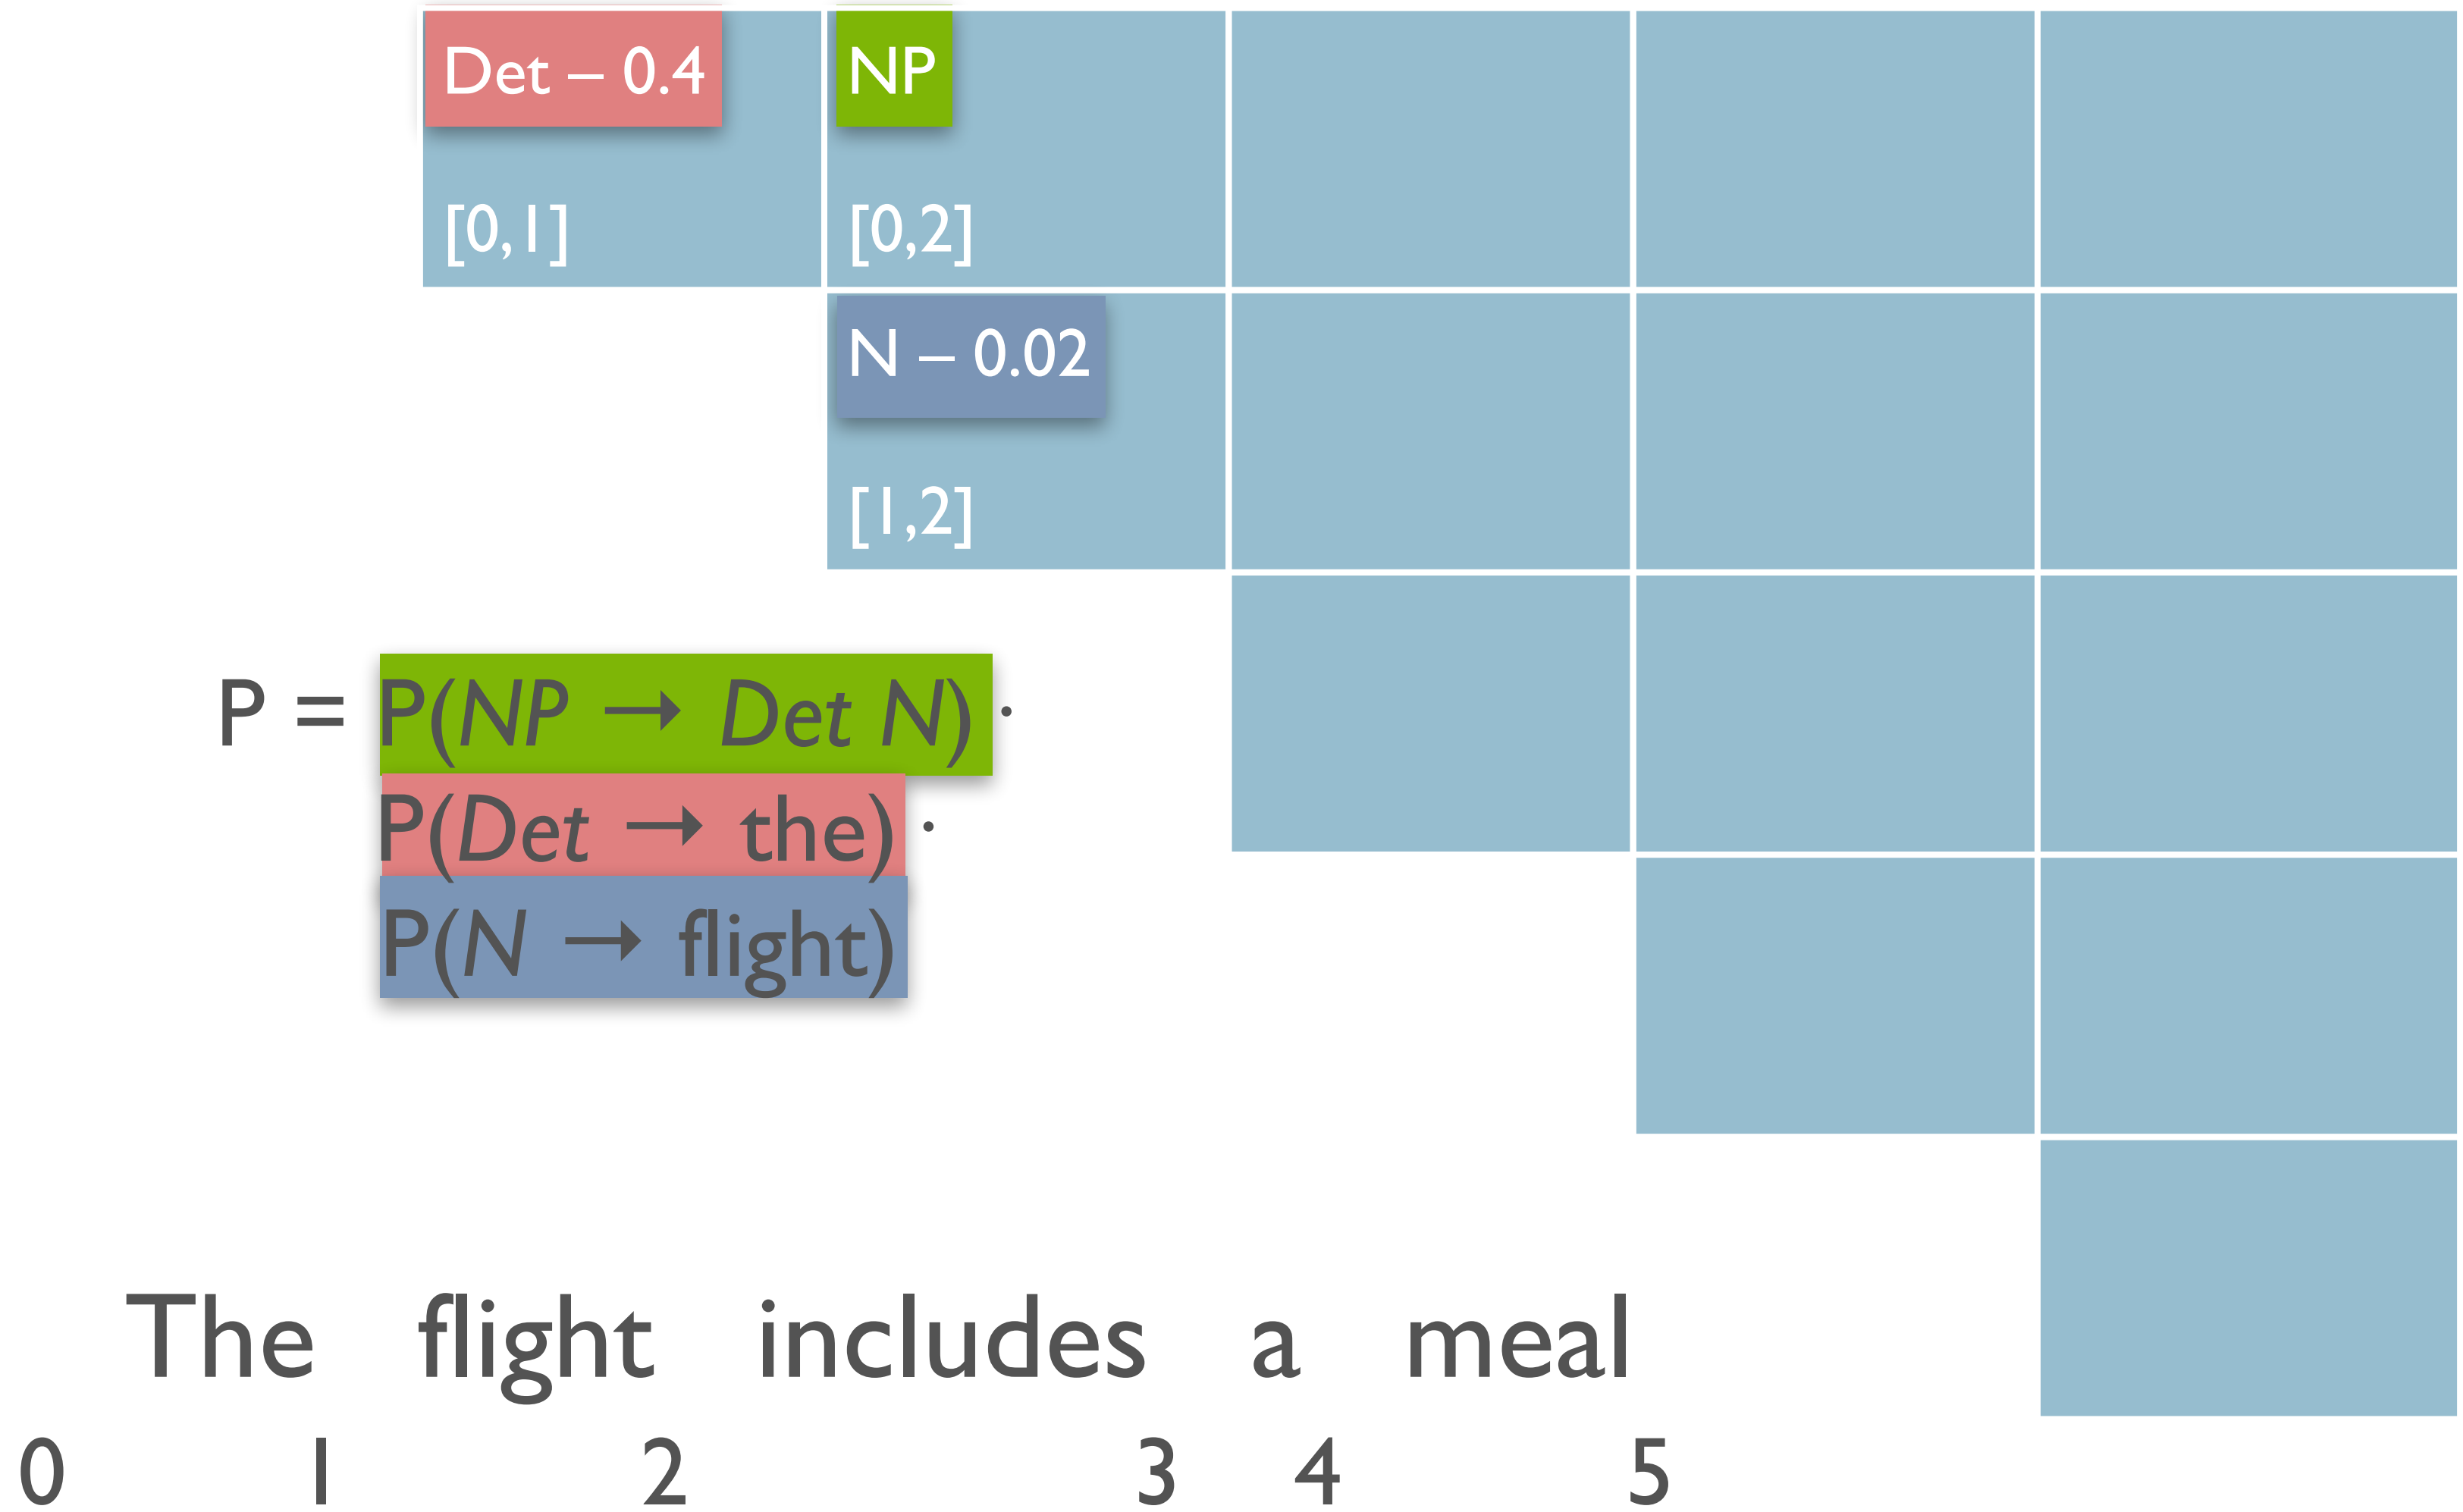 Det – 0.4 NP
[0,1] [0,2]
N – 0.02
[1,2]
P = P(NP → Det N) ·
P(Det → the) ·
P(N → flight)
The flight includes a meal
0 1 2 3 4 5